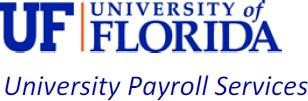 UF UNIVERSITY of
FLORIDA
University Payroll Services